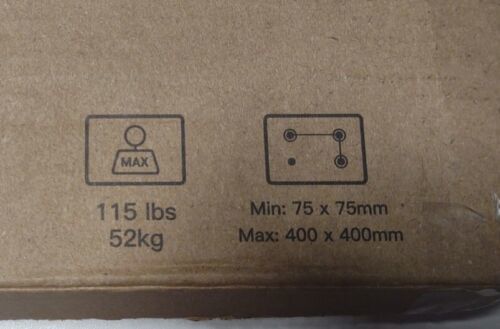 MAX
115 lbs
52kg
Min: 75 x 75mm
Max: 400 x 400mm